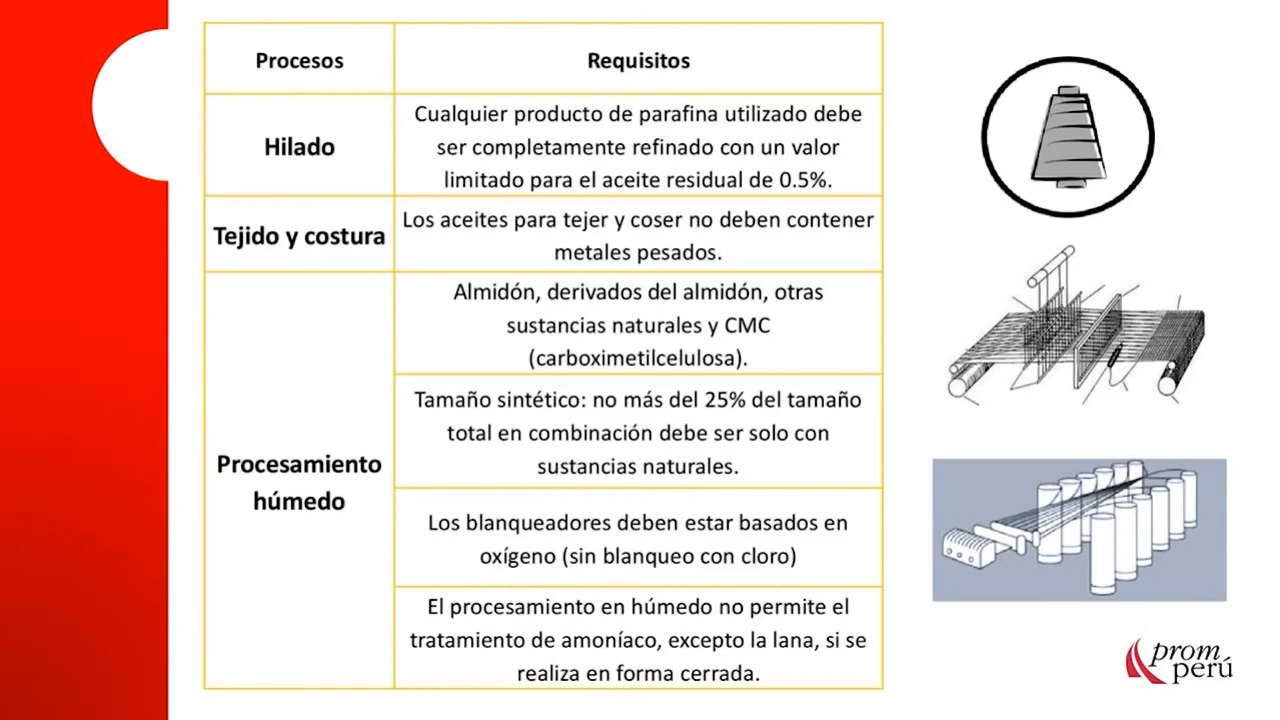 Procesos
Requisitos
Hilado
Cualquier producto de parafina utilizado debe
ser completamente refinado con un valor
limitado para el aceite residual de 0.5%.
Tejido y costura
Los aceites para tejer y coser no deben contener
metales pesados.
Procesamiento
húmedo
Almidón, derivados del almidón, otras
sustancias naturales y CMC
(carboximetilcelulosa).
Tamaño sintético: no más del 25% del tamaño
total en combinación debe ser solo con
sustancias naturales.
Los blanqueadores deben estar basados en
oxígeno (sin blanqueo con cloro)
El procesamiento en húmedo no permite el
tratamiento de amoníaco, excepto la lana, si se
realiza en forma cerrada.
prom
perú